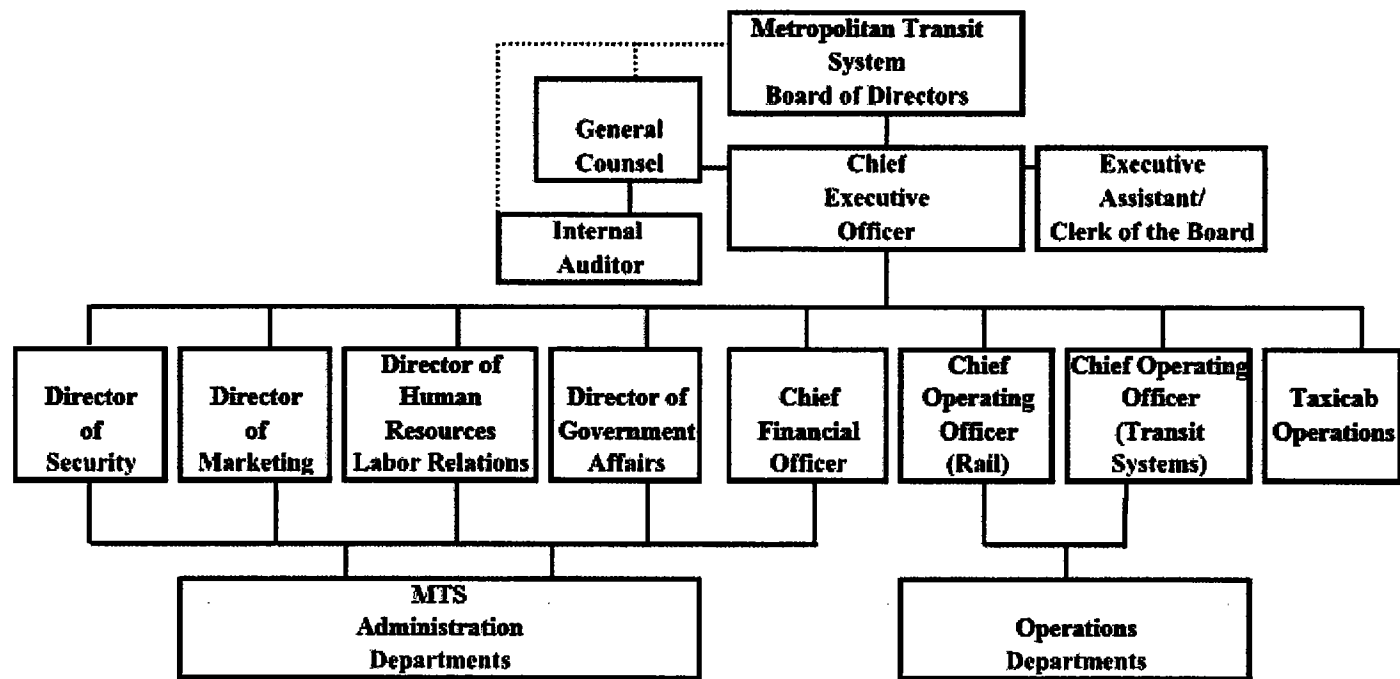 Metropolitan Transit
System
Board of Directors
General
Counsel
Chief
Executive
Officer
Executive
Assistant/
Clerk of the Board
Internal
Auditor
Director
of
Security
Director
of
Marketing
Director of
Human
Resources
Labor Relations
Director of
Government
Affairs
Chief
Financial
Officer
Chief
Operating
Officer
(Rail)
Chief Operating
Officer
(Transit
Systems)
Taxicab
Operations
MTS
Administration
Departments
Operations
Departments